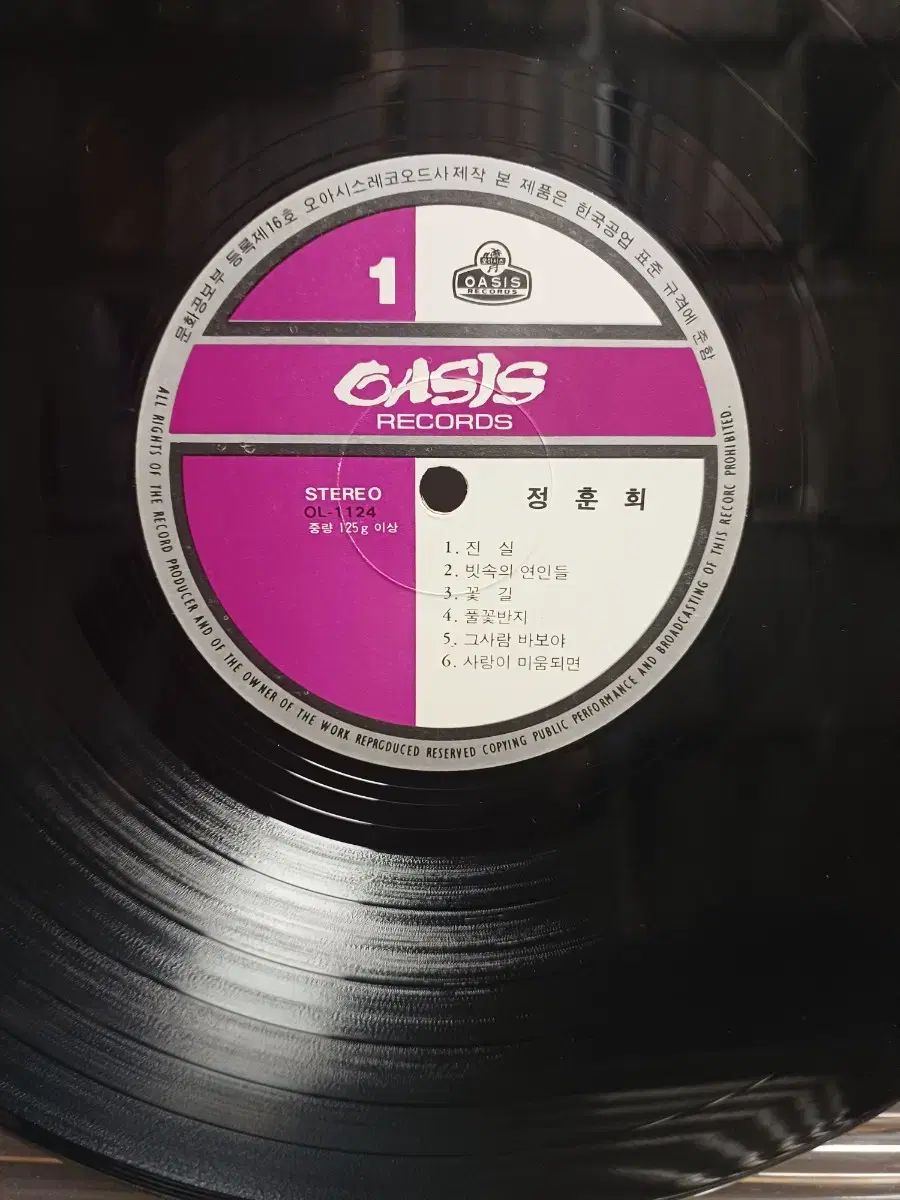 문화공보부 등록제16호 오아시스레코오드사제작 본 제품은 한국공업 표준 규격에 준함
1
오아시스
OASIS
RECORDS
OASIS
RECORDS
STEREO
OL-1124
중량 125g 이상
정훈희
1. 진 실
2. 빗속의 연인들
3. 꽃 길
4. 풀꽃반지
5. 그사람 바보야
6. 사랑이 미움되면
ALL RIGHTS OF THE RECORD PRODUCER AND OF THE OWNER OF THE WORK REPRODUCED RESERVED COPYING PUBLIC PERFORMANCE AND BROADCASTING OF THIS RECORC PROHIBITED.